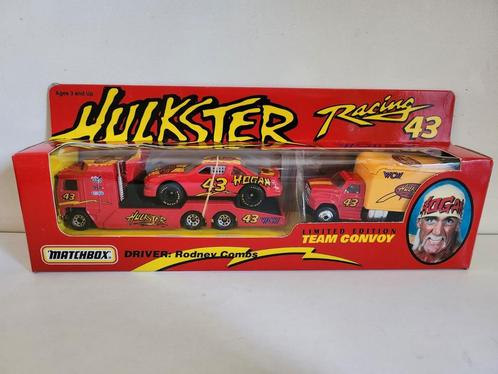 Ages 3 and Up
HULKSTER
Racing
43
43
HULKSTER
43 HOGAN
43 WCW
43
WCW
MATCHBOX
DRIVER: Rodney Combs
LIMITED EDITION
TEAM CONVOY
HOGAN